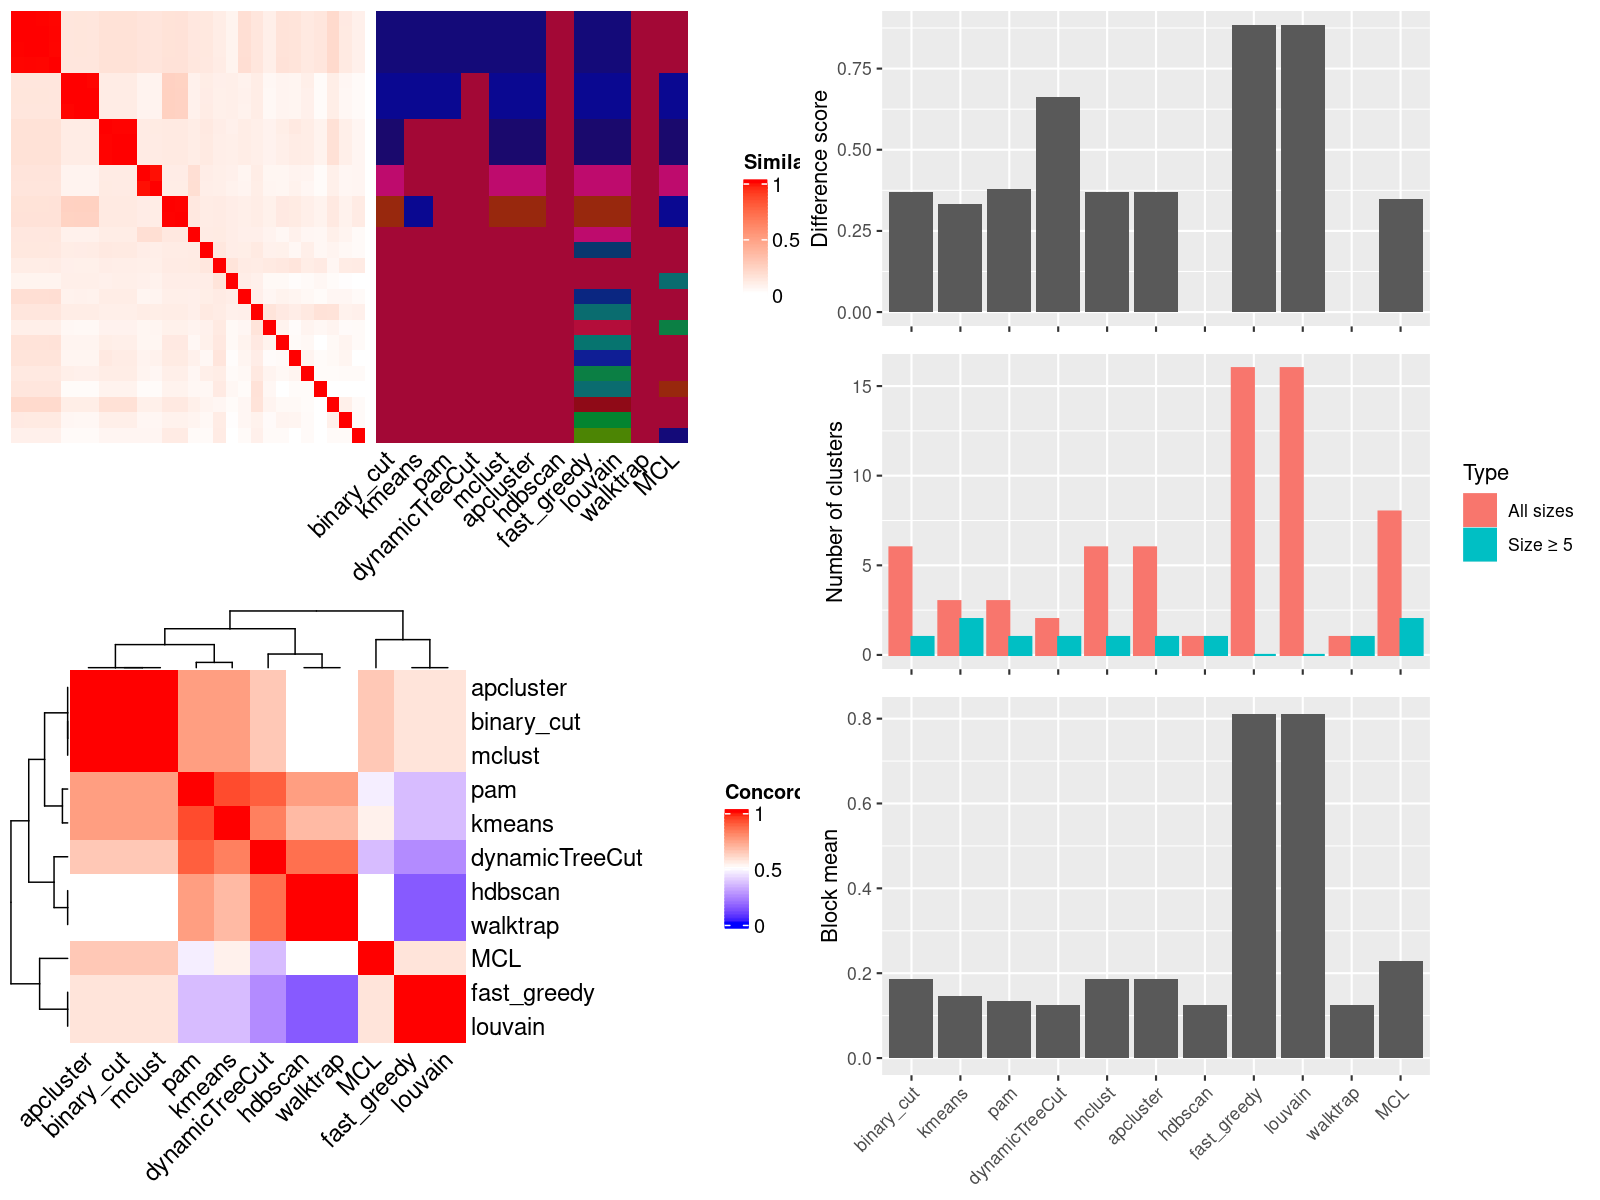 Simila
1
0.5
0
binary_cut
kmeans
pam
dynamicTreeCut
mclust
apcluster
hdbscan
fast_greedy
louvain
walktrap
MCL
apcluster
binary_cut
mclust
pam
kmeans
dynamicTreeCut
hdbscan
walktrap
MCL
fast_greedy
louvain
Concord
1
0.5
0
apcluster
binary_cut
mclust
pam
kmeans
dynamicTreeCut
hdbscan
walktrap
MCL
fast_greedy
louvain
Difference score
0.75
0.50
0.25
0.00
Number of clusters
15
10
5
0
Type
All sizes
Size ≥ 5
Block mean
0.8
0.6
0.4
0.2
0.0
binary_cut
kmeans
pam
dynamicTreeCut
mclust
apcluster
hdbscan
fast_greedy
louvain
walktrap
MCL